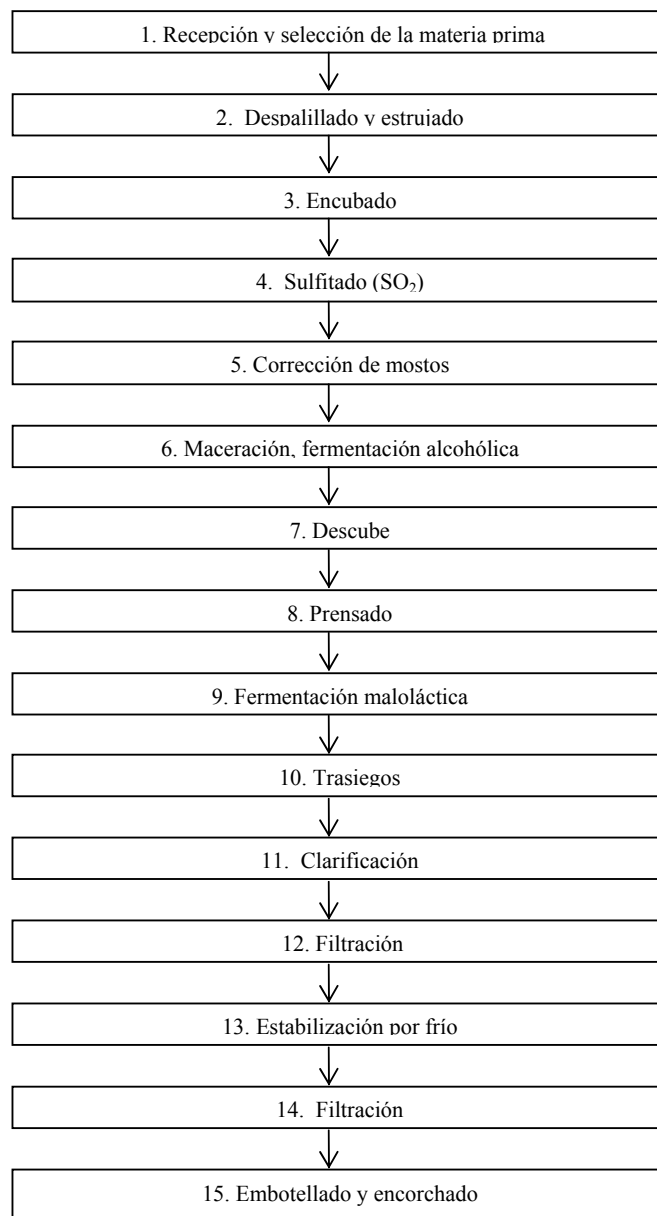 1. Recepción y selección de la materia prima
2. Despalillado y estrujado
3. Encubado
4. Sulfitado (SO₂)
5. Corrección de mostos
6. Maceración, fermentación alcohólica
7. Descube
8. Prensado
9. Fermentación maloláctica
10. Trasiegos
11. Clarificación
12. Filtración
13. Estabilización por frío
14. Filtración
15. Embotellado y encorchado